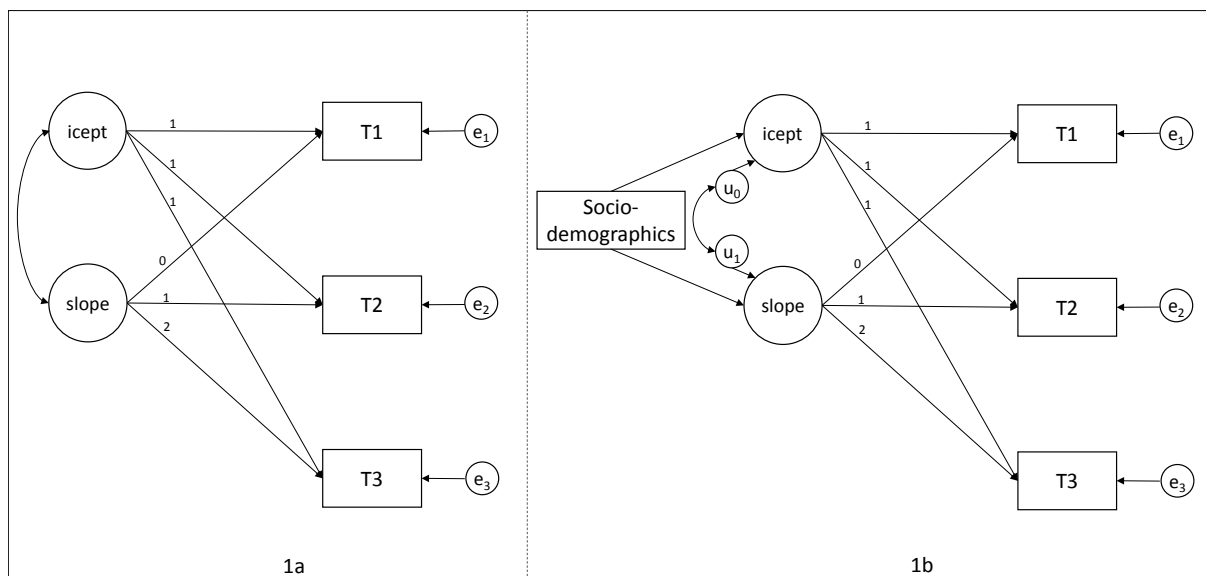 icept
1
T1
e1
1
1
0
slope
1
T2
e2
2
T3
e3
1a
icept
1
T1
e1
1
u0
1
Socio-
demographics
u1
0
slope
1
T2
e2
2
T3
e3
1b